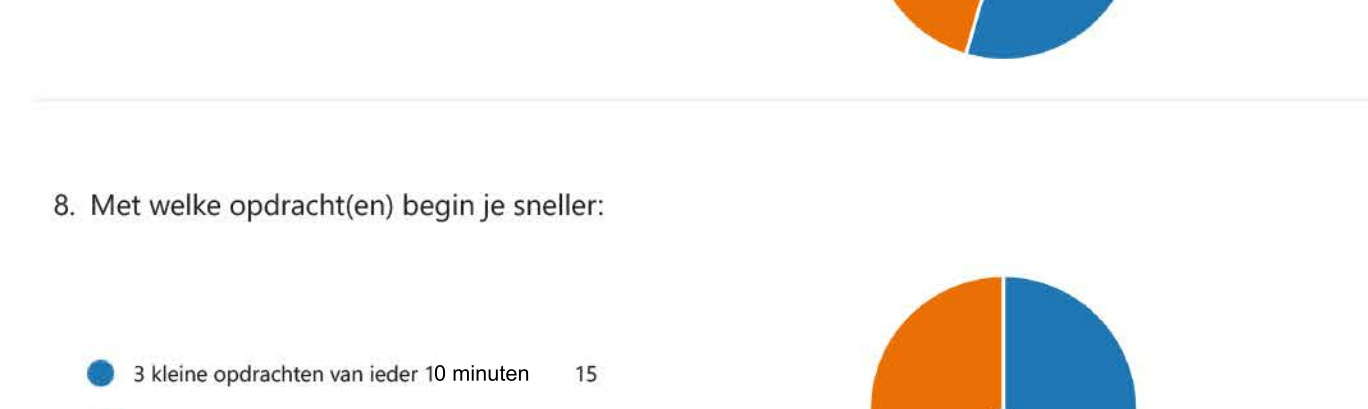 8. Met welke opdracht(en) begin je sneller:
3 kleine opdrachten van ieder 10 minuten 15